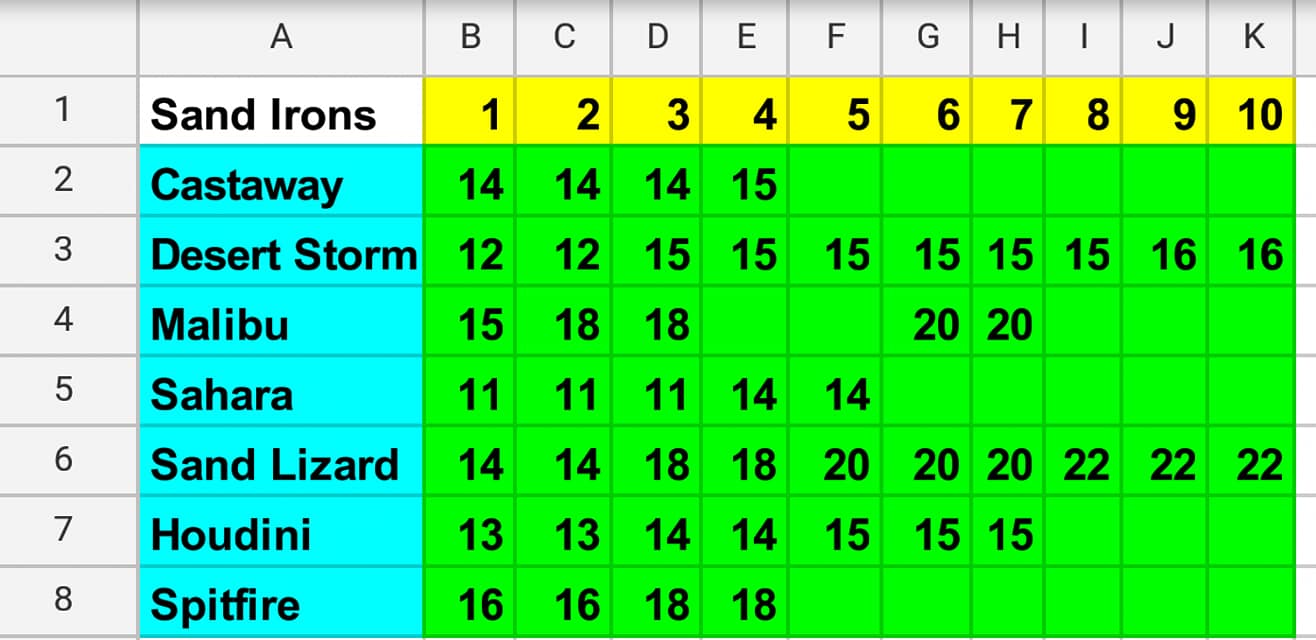 A B C D E F G H I J K
1 Sand Irons 1 2 3 4 5 6 7 8 9 10
2 Castaway 14 14 14 15
3 Desert Storm 12 12 15 15 15 15 15 15 16 16
4 Malibu 15 18 18 20 20
5 Sahara 11 11 11 14 14
6 Sand Lizard 14 14 18 18 20 20 20 22 22 22
7 Houdini 13 13 14 14 15 15 15
8 Spitfire 16 16 18 18